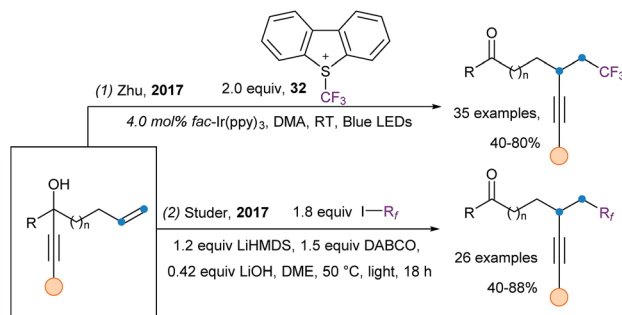 S
+
CF3
(1) Zhu, 2017
2.0 equiv, 32
4.0 mol% fac-Ir(ppy)3, DMA, RT, Blue LEDs
O
R
( )n
CF3
35 examples,
40-80%
OH
R
( )n
(2) Studer, 2017
1.8 equiv
I—Rf
1.2 equiv LiHMDS, 1.5 equiv DABCO,
0.42 equiv LiOH, DME, 50 °C, light, 18 h
O
R
( )n
Rf
26 examples
40-88%